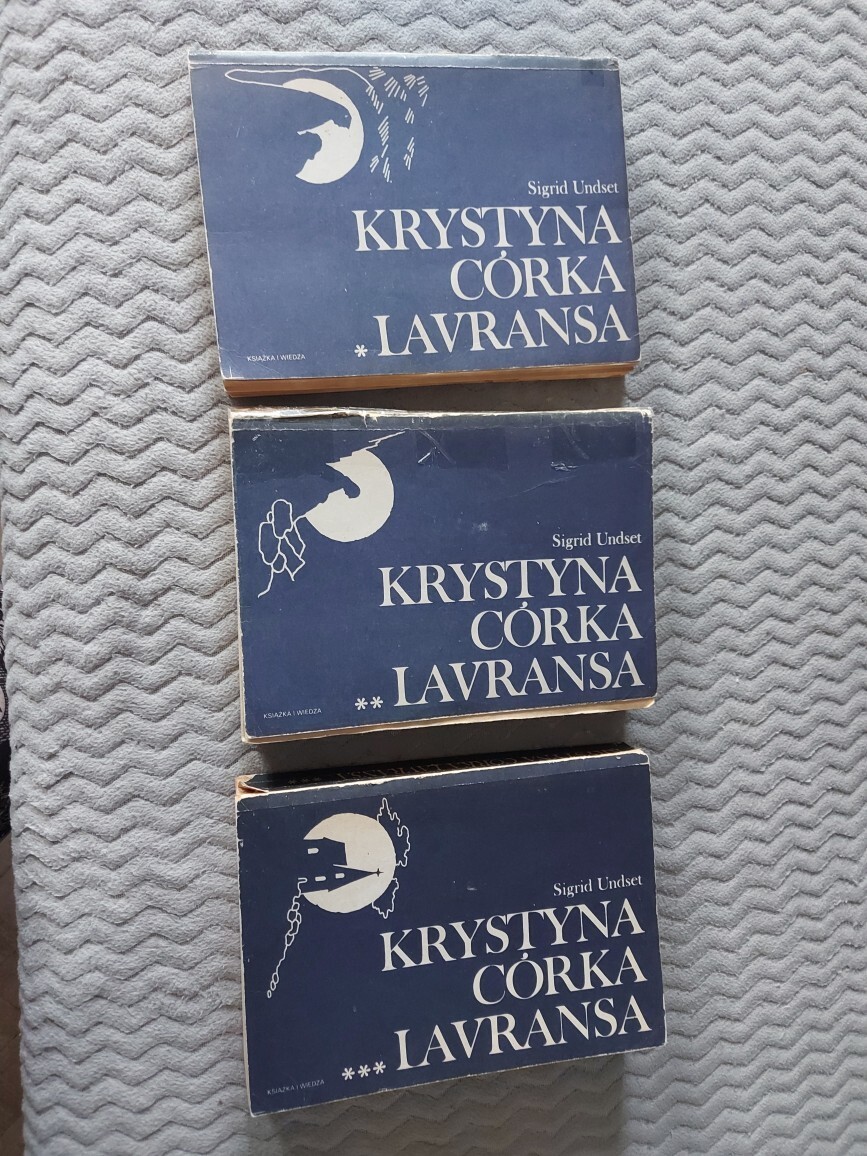 Sigrid Undset
KRYSTYNA
CÓRKA
* LAVRANSA
KSIĄŻKA I WIEDZA
Sigrid Undset
KRYSTYNA
CÓRKA
** LAVRANSA
KSIĄŻKA I WIEDZA
Sigrid Undset
KRYSTYNA
CÓRKA
*** LAVRANSA
KSIĄŻKA I WIEDZA